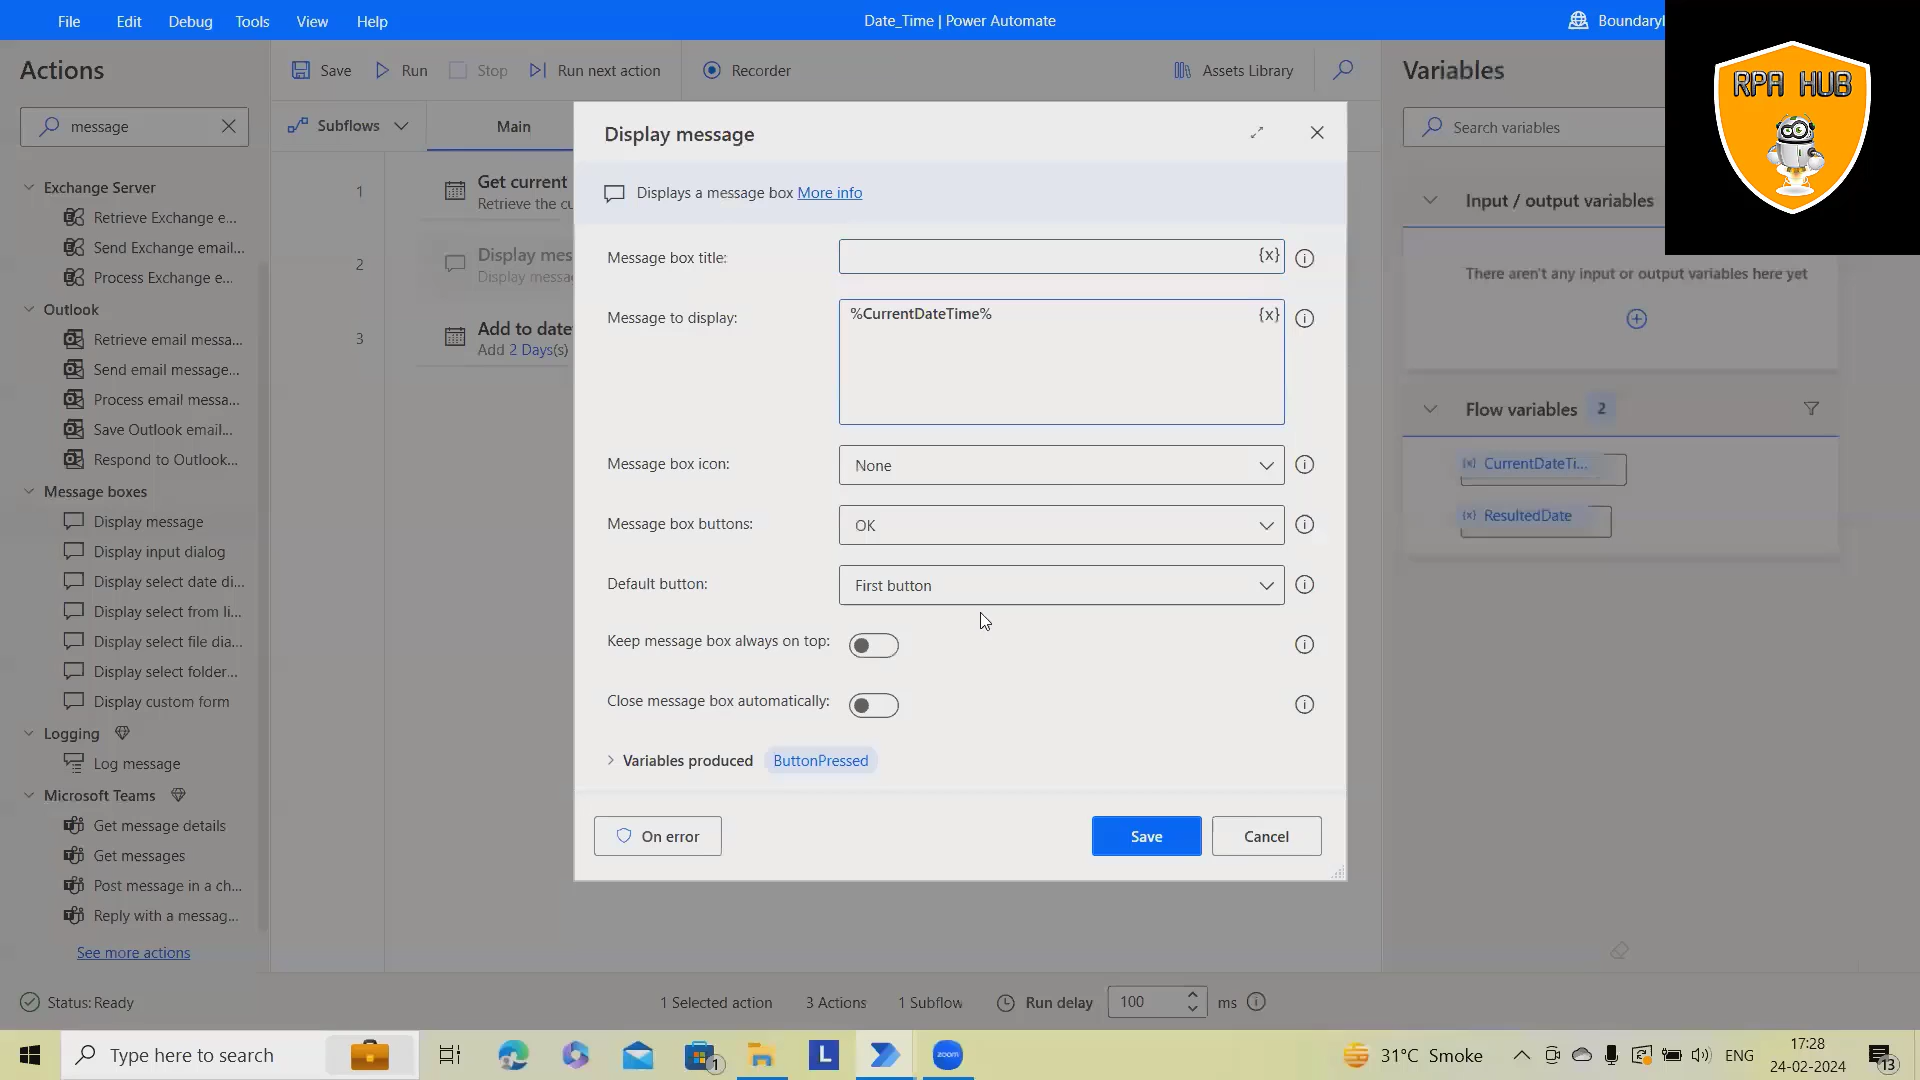 File Edit Debug Tools View Help
Date_Time | Power Automate
Actions
Save Run Stop Run next action Recorder
Assets Library
Variables
RPA HUB
message
Subflows
Main
Search variables
Exchange Server
Retrieve Exchange e...
Send Exchange email...
Process Exchange e...
Outlook
Retrieve email messa...
Send email message...
Process email messa...
Save Outlook email...
Respond to Outlook...
Message boxes
Display message
Display input dialog
Display select date di...
Display select from li...
Display select file dia...
Display select folder...
Display custom form
Logging
Log message
Microsoft Teams
Get message details
Get messages
Post message in a ch...
Reply with a messag...
See more actions
1
Get current
2
3
Add to date
Add 2 Days(s)
Display message
Displays a message box More info
Message box title:
{x}
Message to display:
%CurrentDateTime%
{x}
Message box icon:
None
Message box buttons:
OK
Default button:
First button
Keep message box always on top:
Close message box automatically:
Variables produced ButtonPressed
On error
Save
Cancel
Input / output variables
There aren't any input or output variables here yet
Flow variables 2
{x} CurrentDateTi...
{x} ResultedDate
Status: Ready
1 Selected action
3 Actions
1 Subflow
Run delay
100
ms
Type here to search
1
L
zoom
31°C Smoke
ENG
17:28
24-02-2024
13